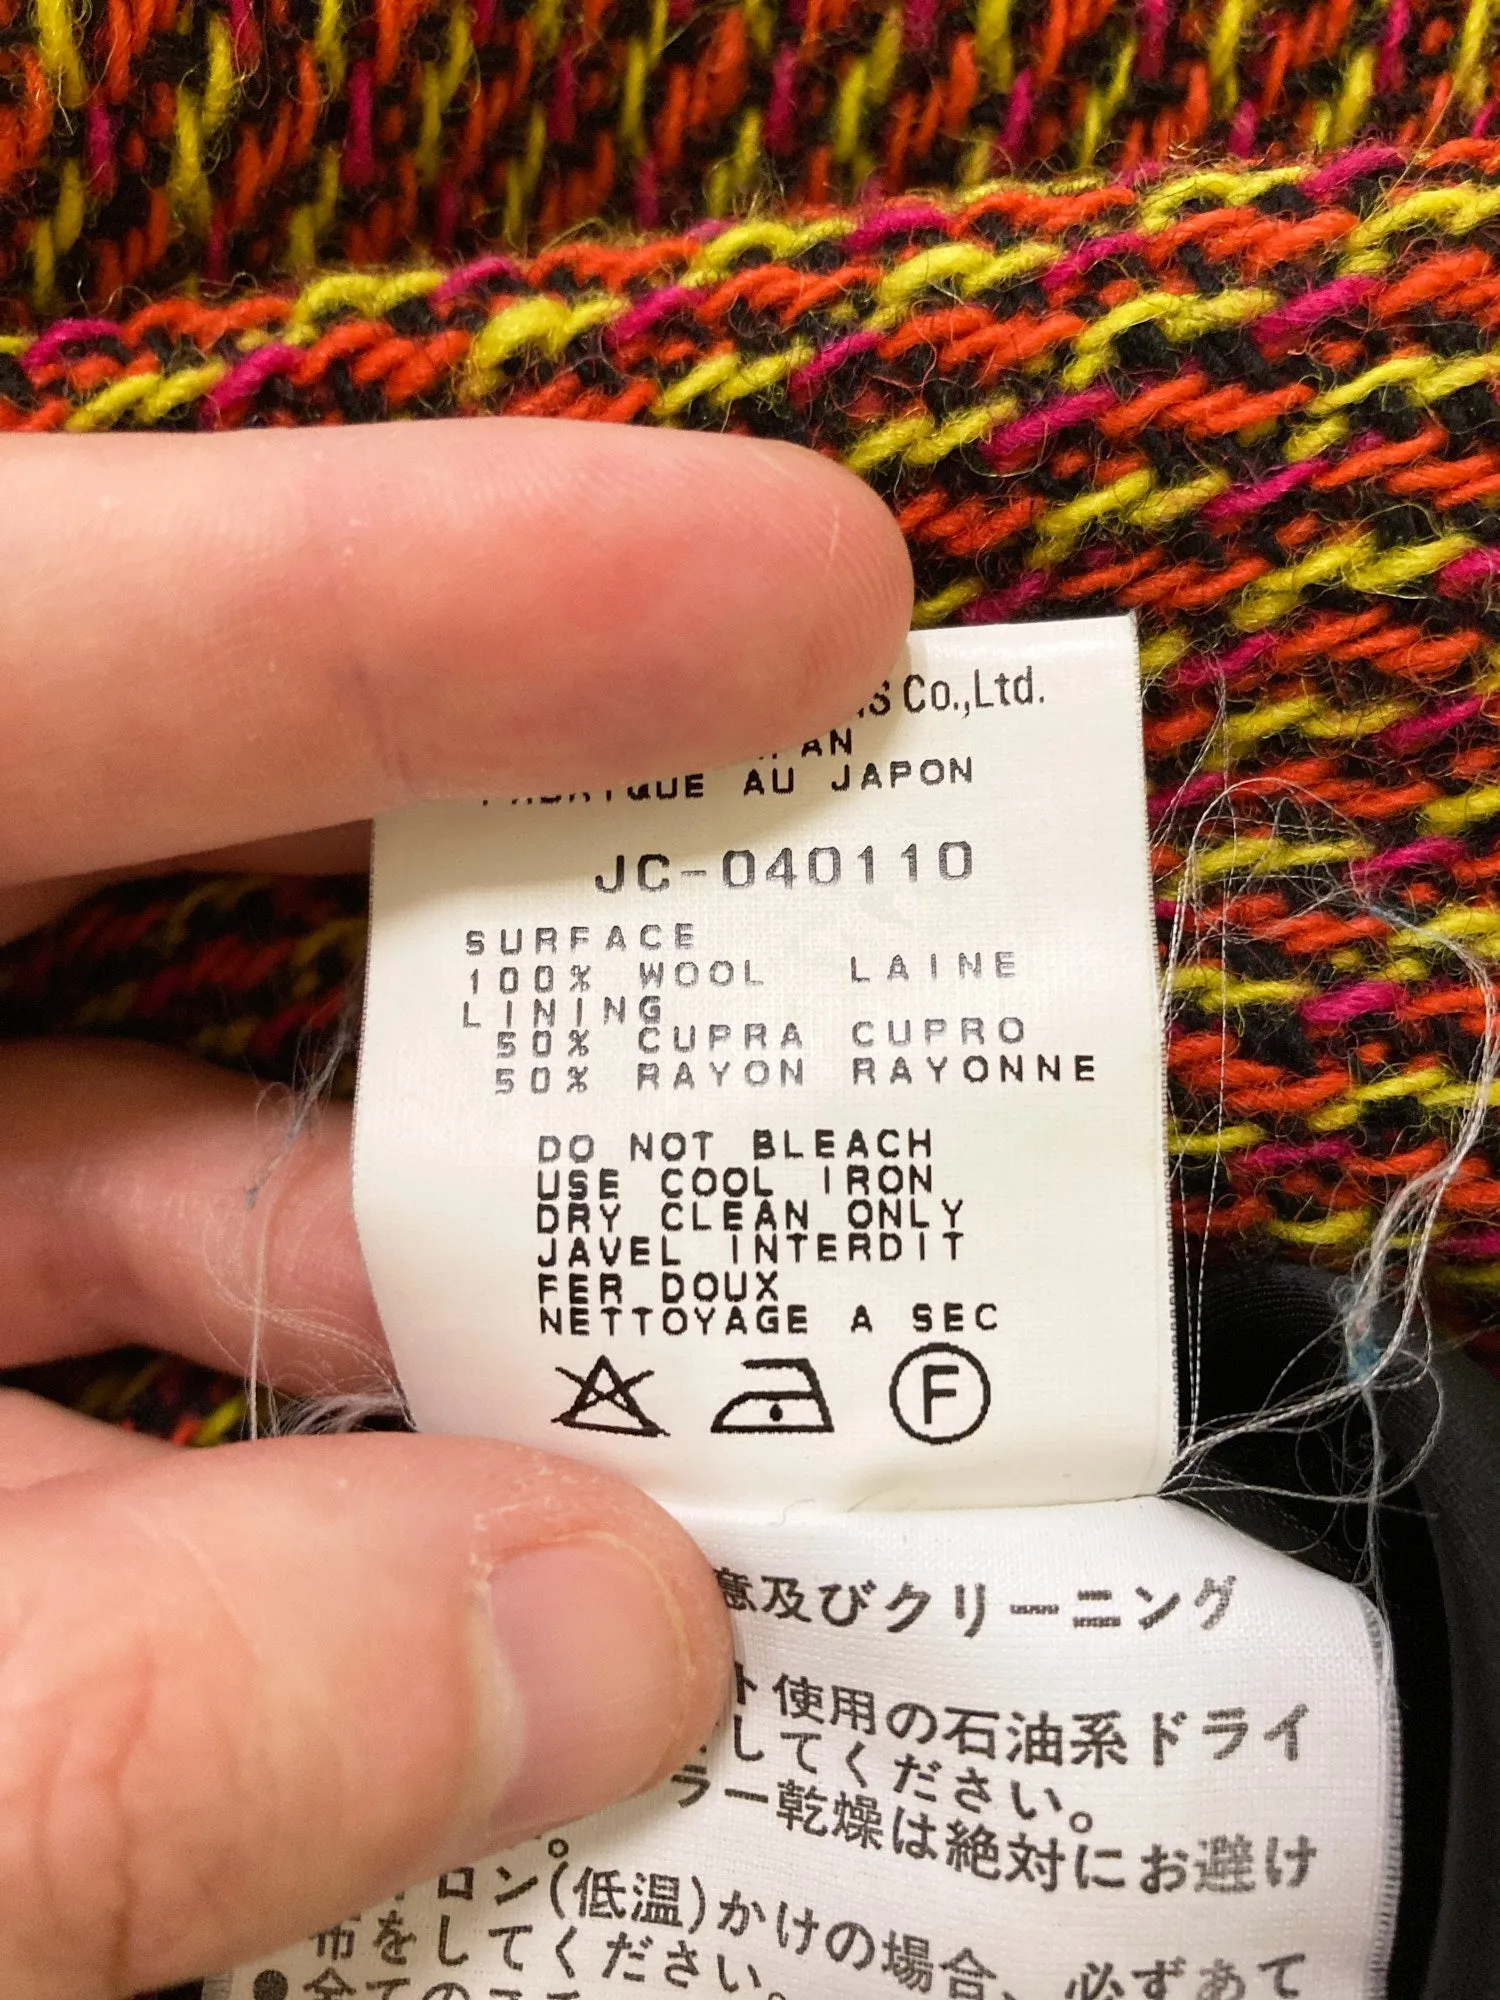 Co.,Ltd.
AU JAPON
JC-040110
SURFACE
100% WOOL LAINE
LINING
50% CUPRA CUPRO
50% RAYON RAYONNE
DO NOT BLEACH
USE COOL IRON
DRY CLEAN ONLY
JAVEL INTERDIT
FER DOUX
NETTOYAGE A SEC
F
意及びクリーニング
ト使用の石油系ドライ
してください。
ラー乾燥は絶対にお避け
。
ロン(低温)かけの場合、必ずあて
布をしてください。
●全ての